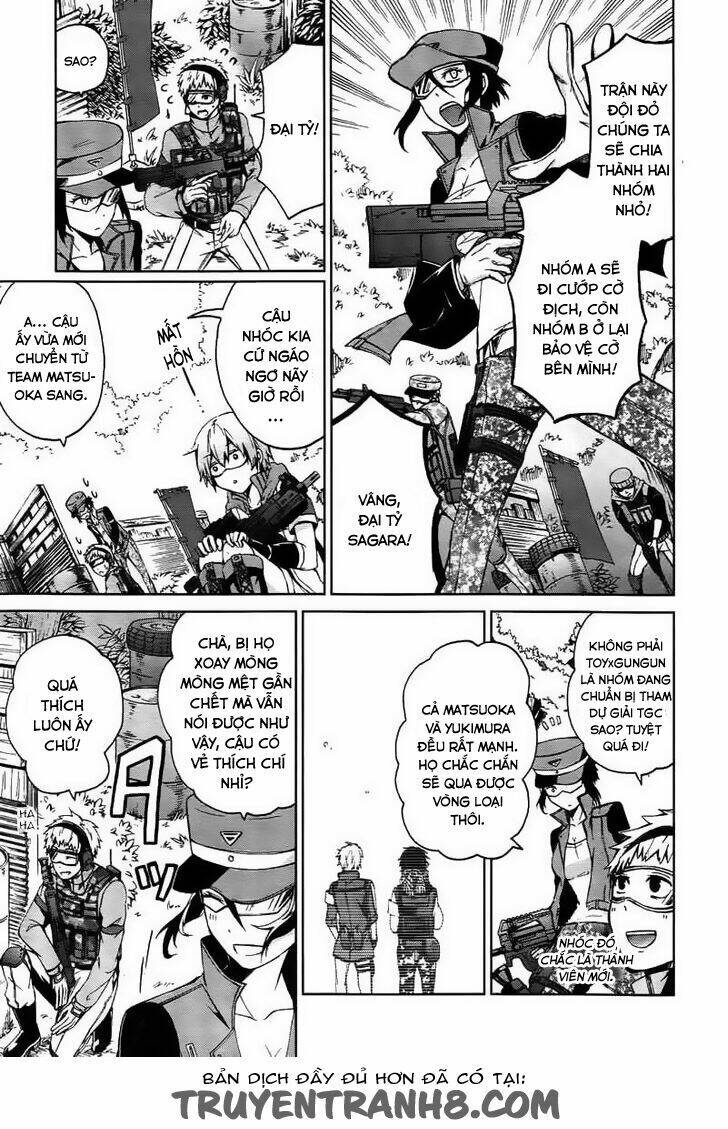 TRẬN NÀY
ĐỘI ĐỎ
CHÚNG TA
SẼ CHIA
THÀNH HAI
NHÓM
NHỎ!
NHÓM A SẼ
ĐI CƯỚP CỜ
ĐỊCH, CÒN
NHÓM B Ở LẠI
BẢO VỆ CỜ
BÊN MÌNH!
VÂNG,
ĐẠI TỶ
SAGARA!
ĐẠI TỶ!
SAO?
CẬU
NHÓC KIA
CỨ NGÁO
NGƠ NÃY
GIỜ RỒI
...
MẤT
HỒN
A... CẬU
ẤY VỪA MỚI
CHUYỂN TỪ
TEAM MATSU-
OKA SANG.
KHÔNG PHẢI
TOYXGUNGUN
LÀ NHÓM ĐANG
CHUẨN BỊ THAM
DỰ GIẢI TGC
SAO? TUYỆT
QUÁ ĐI!
NHÓC ĐÓ
CHẮC LÀ THÀNH
VIÊN MỚI.
CẢ MATSUOKA
VÀ YUKIMURA
ĐỀU RẤT MẠNH.
HỌ CHẮC CHẮN
SẼ QUA ĐƯỢC
VÒNG LOẠI
THÔI.
CHÀ, BỊ HỌ
XOAY MÒNG
MÒNG MỆT GẦN
CHẾT MÀ VẪN
NÓI ĐƯỢC NHƯ
VẬY, CẬU CÓ
VẺ THÍCH CHÍ
NHỈ?
QUÁ
THÍCH
LUÔN ẤY
CHỨ!
HA
HA
BẢN DỊCH ĐẦY ĐỦ HƠN ĐÃ CÓ TẠI:
TRUYENTRANH8.COM